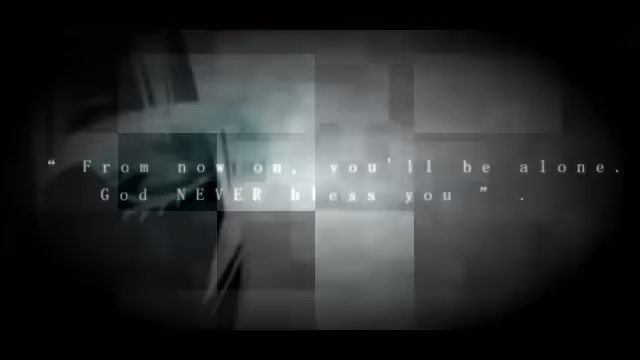 “ From now on, you'll be alone.
God NEVER bless you ” .